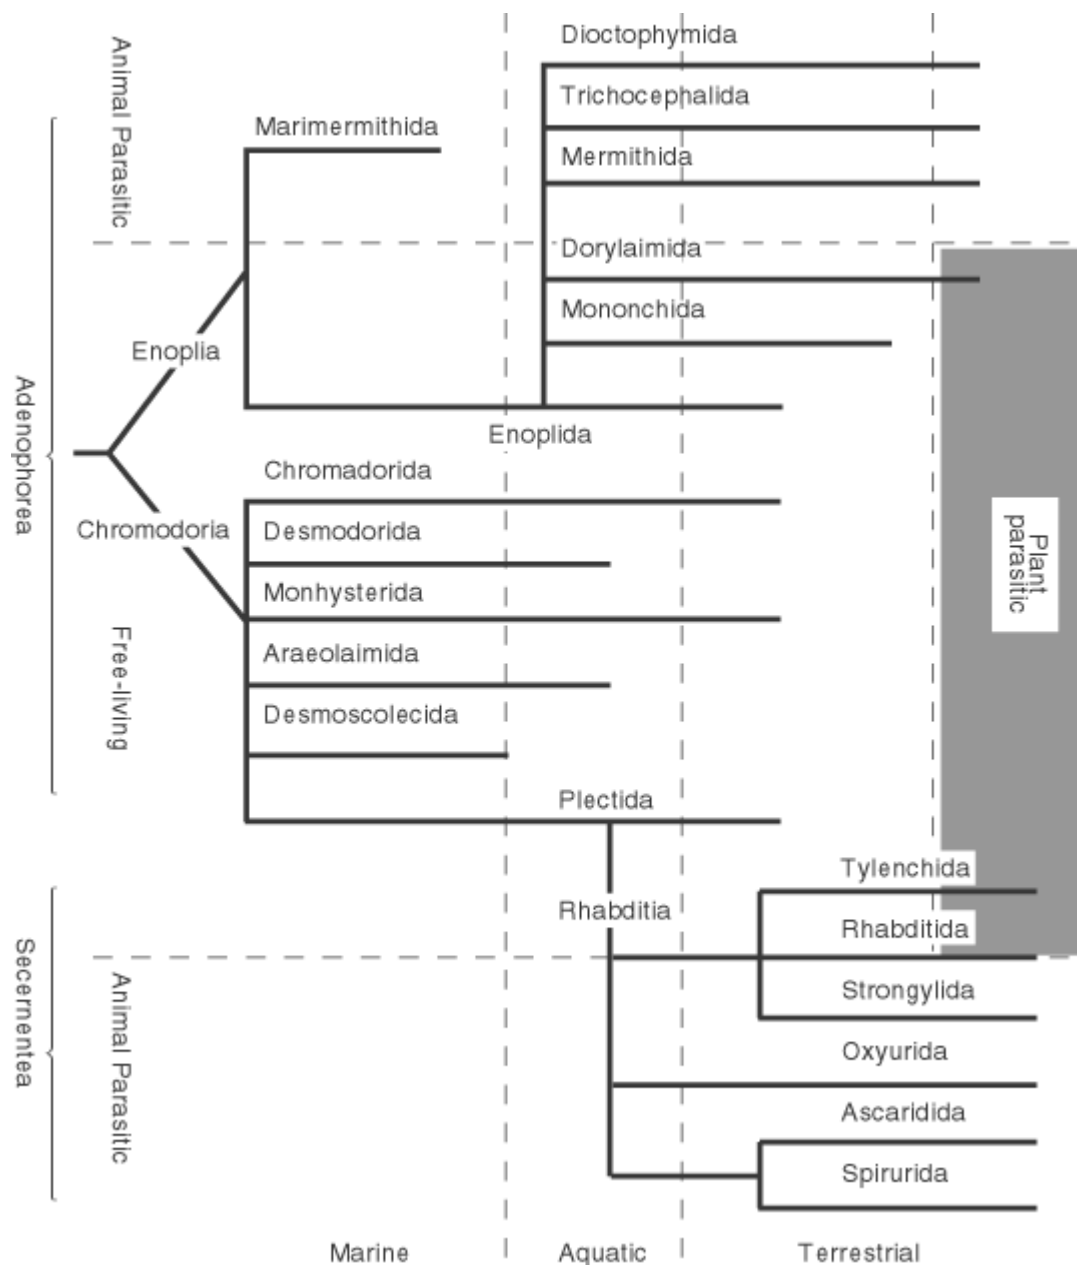 Dioctophymida
Animal Parasitic
Trichocephalida
Marimermithida
Mermithida
Dorylaimida
Mononchida
Enoplia
Adenophorea
Enoplida
Chromadorida
Chromodoria
Desmodorida
Plant
parasitic
Monhysterida
Free-living
Araeolaimida
Desmoscolecida
Plectida
Tylenchida
Rhabditia
Rhabditida
Secernentea
Strongylida
Animal Parasitic
Oxyurida
Ascaridida
Spirurida
Marine
Aquatic
Terrestrial